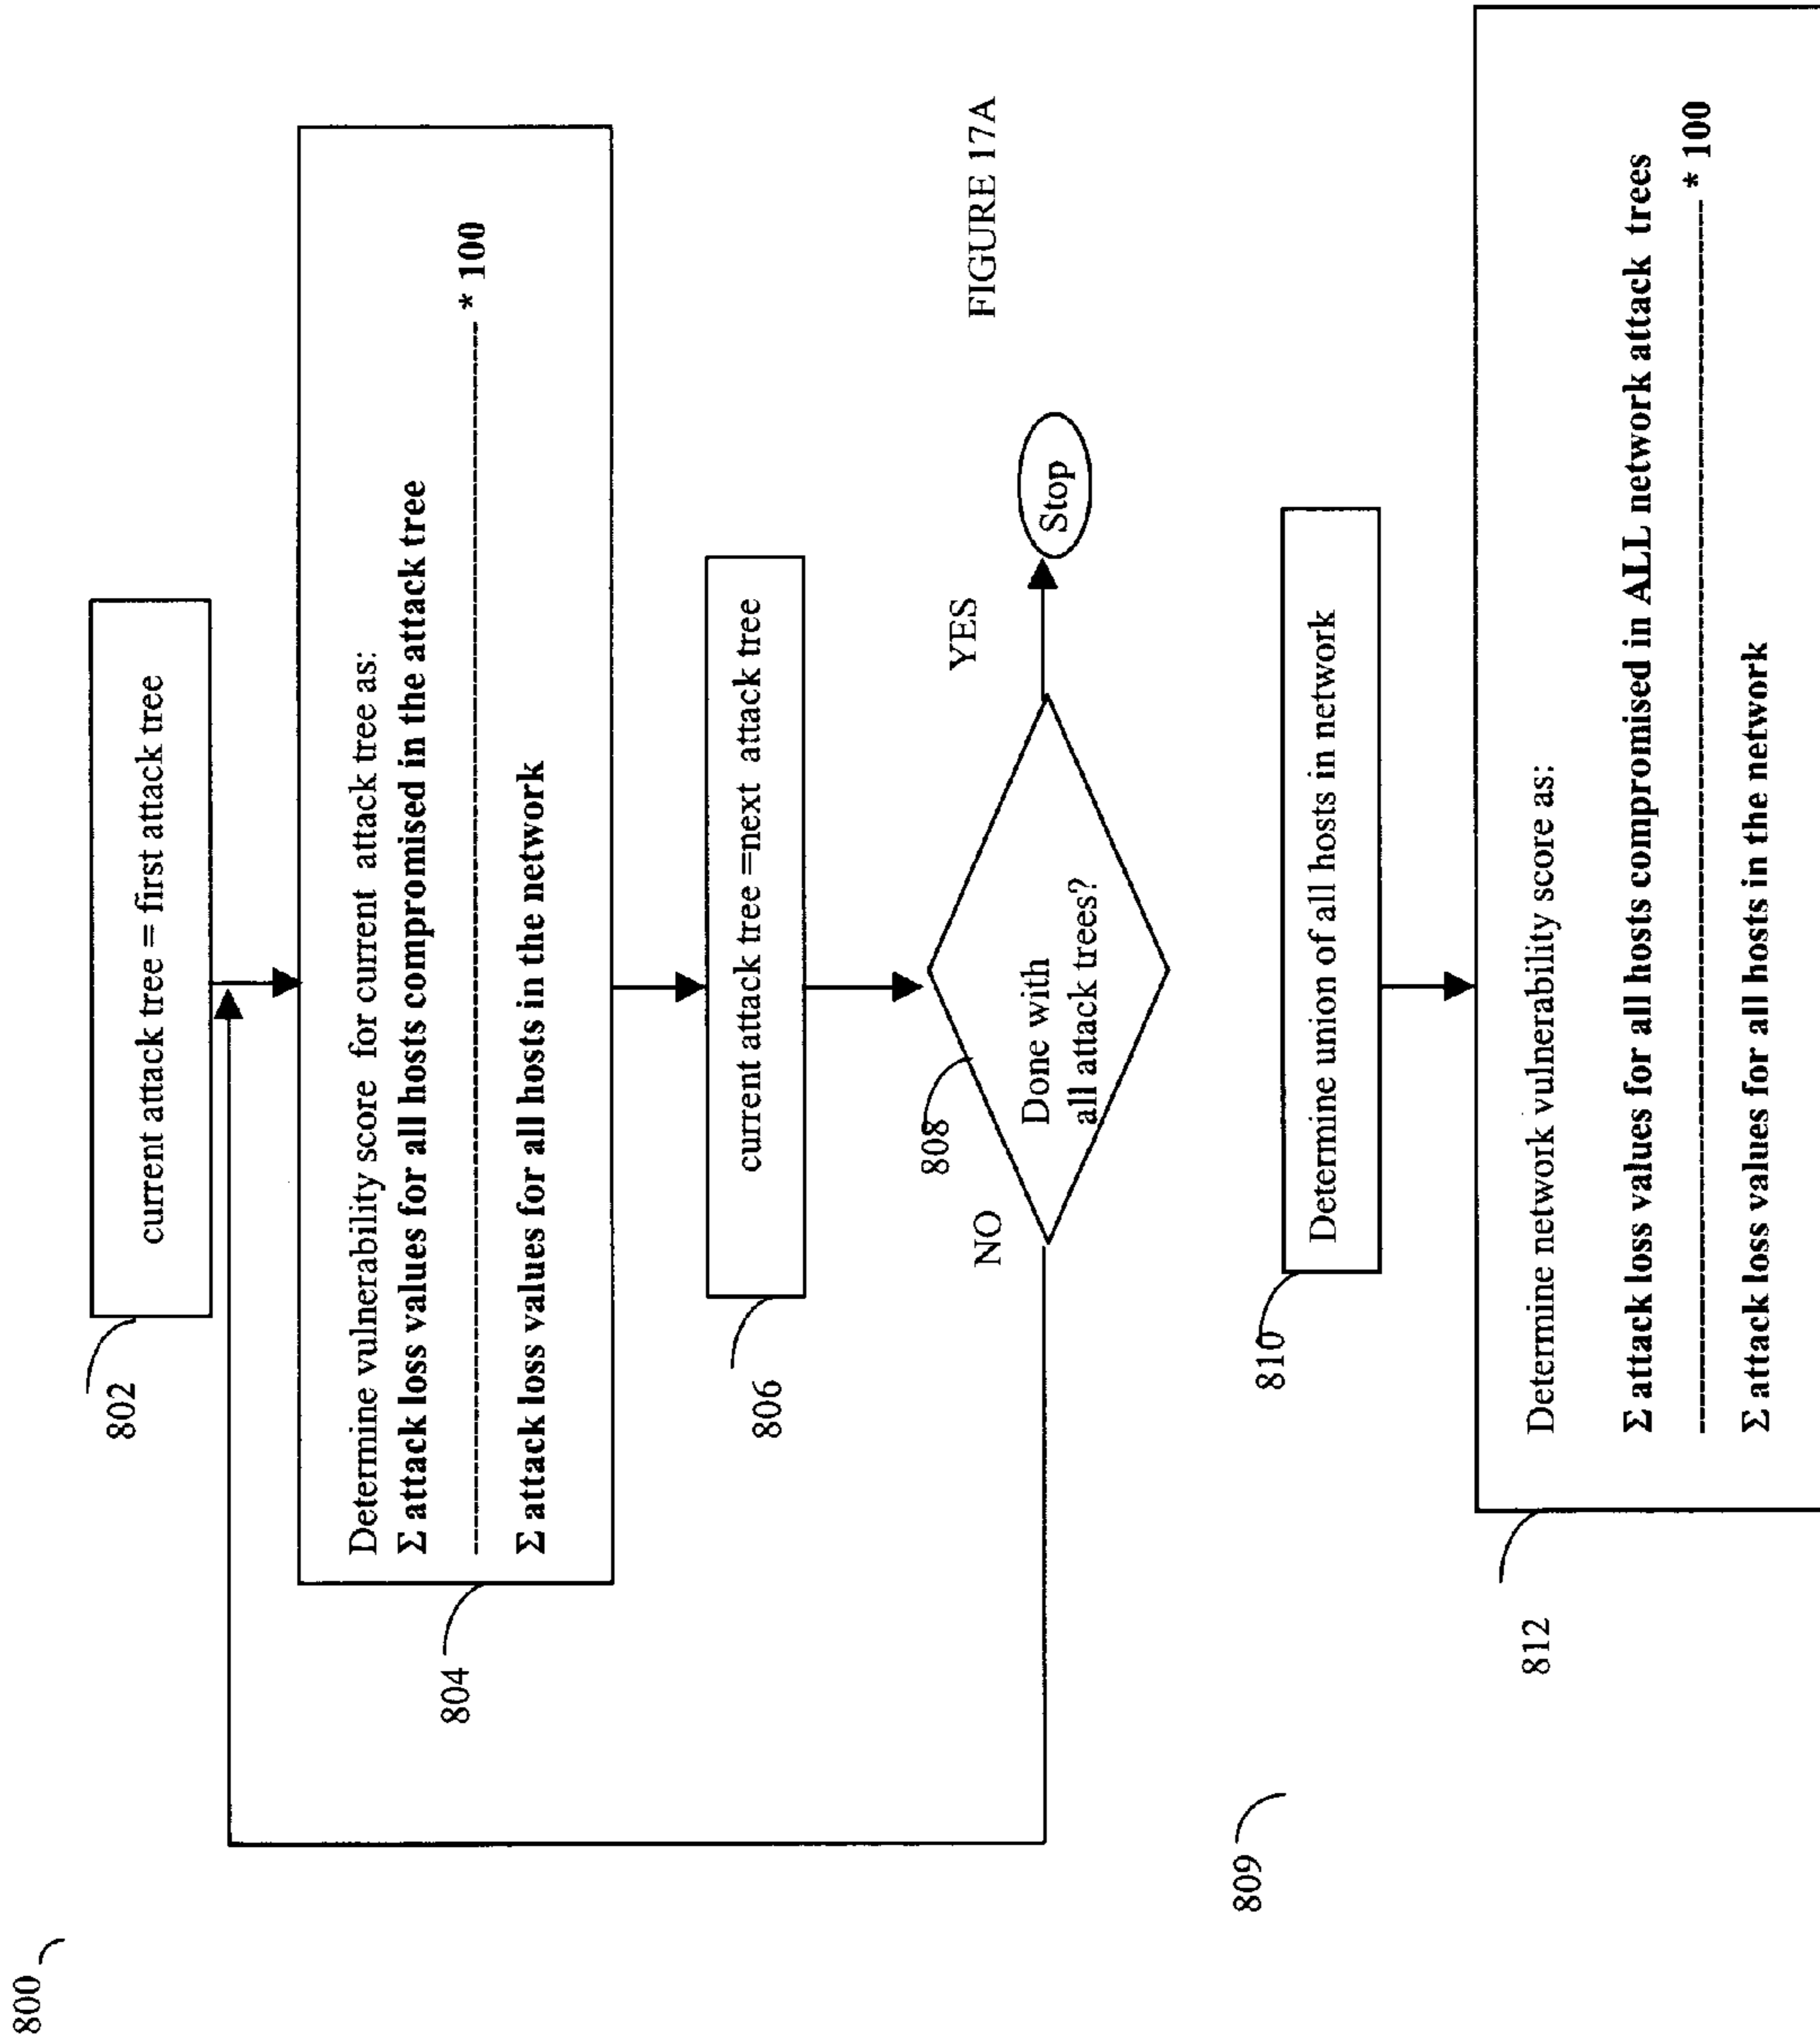 800
802
current attack tree = first attack tree
804
Determine vulnerability score for current attack tree as:
Σ attack loss values for all hosts compromised in the attack tree
------------------------------------------------ * 100
Σ attack loss values for all hosts in the network
806
current attack tree =next attack tree
808
Done with
all attack trees?
NO
YES
Stop
FIGURE 17A
809
810
Determine union of all hosts in network
812
Determine network vulnerability score as:
Σ attack loss values for all hosts compromised in ALL network attack trees
------------------------------------------------ * 100
Σ attack loss values for all hosts in the network